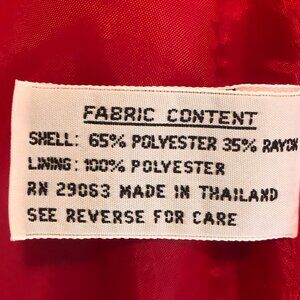 FABRIC CONTENT
SHELL: 65% POLYESTER 35% RAYON
LINING: 100% POLYESTER
RN 29063 MADE IN THAILAND
SEE REVERSE FOR CARE